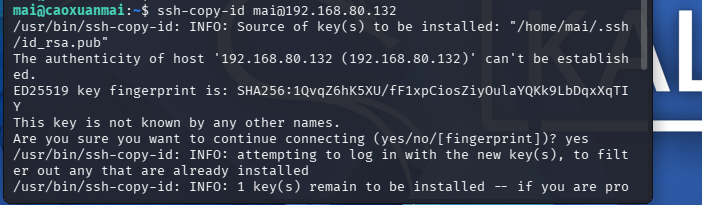 mai@caoxuanmai:~$ ssh-copy-id mai@192.168.80.132
/usr/bin/ssh-copy-id: INFO: Source of key(s) to be installed: "/home/mai/.ssh
/id_rsa.pub"
The authenticity of host '192.168.80.132 (192.168.80.132)' can't be establish
ed.
ED25519 key fingerprint is: SHA256:1QvqZ6hK5XU/fF1xpCiosZiyOulaYQKk9LbDqxXqTI
Y
This key is not known by any other names.
Are you sure you want to continue connecting (yes/no/[fingerprint])? yes
/usr/bin/ssh-copy-id: INFO: attempting to log in with the new key(s), to filt
er out any that are already installed
/usr/bin/ssh-copy-id: INFO: 1 key(s) remain to be installed -- if you are pro
KAL